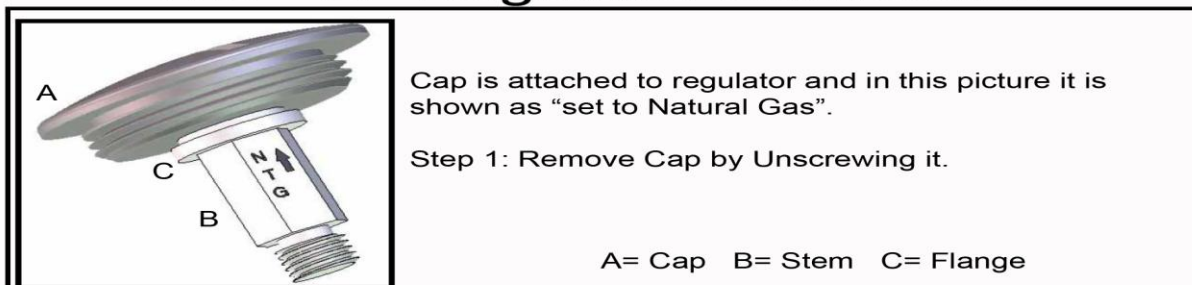 A
C
B
N
T
G
Cap is attached to regulator and in this picture it is
shown as “set to Natural Gas”.
Step 1: Remove Cap by Unscrewing it.
A= Cap B= Stem C= Flange